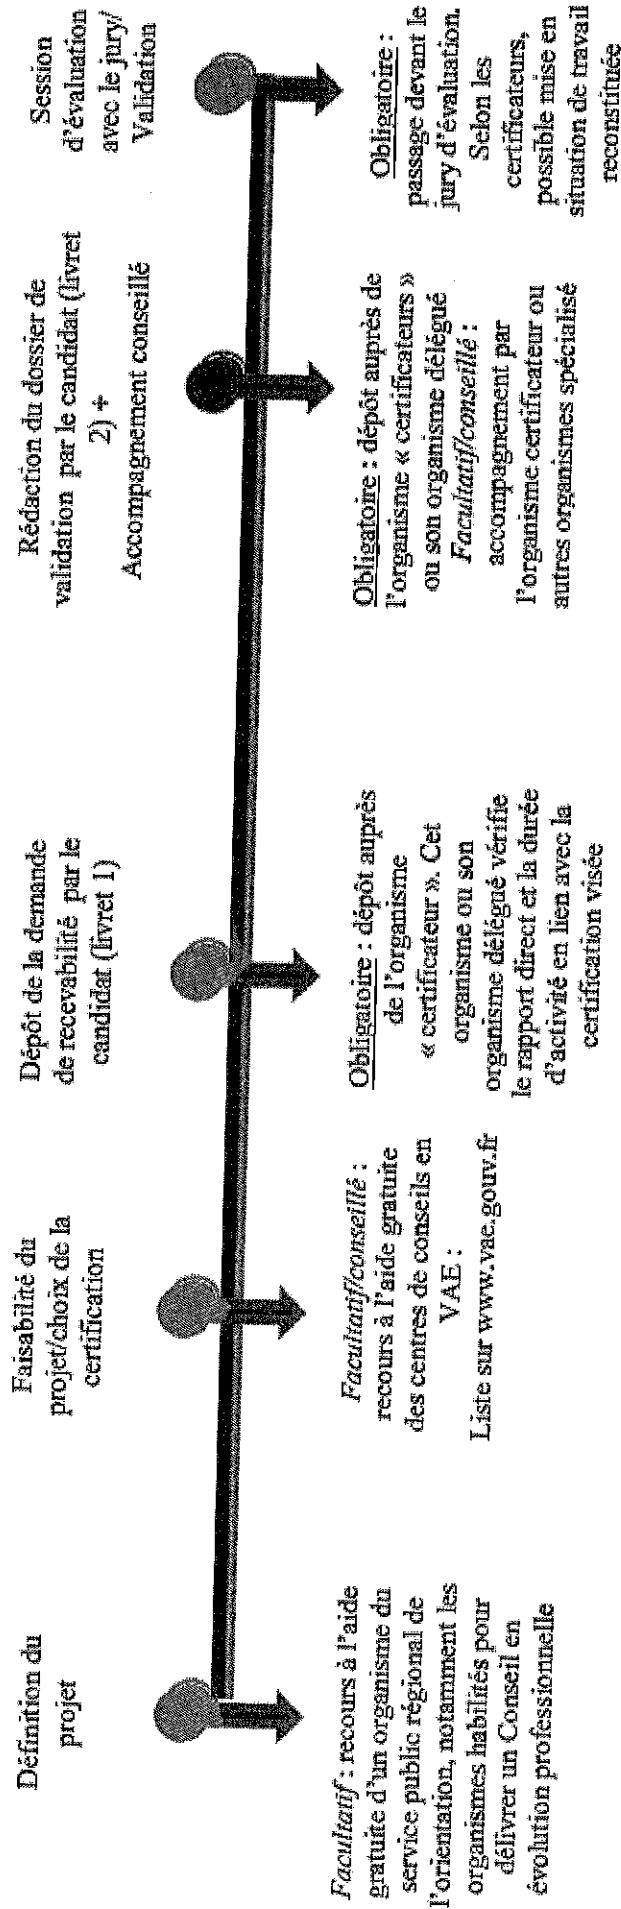 Définition du
projet
Faisabilité du
projet/choix de la
certification
Dépôt de la demande
de recevabilité par le
candidat (livret 1)
Rédaction du dossier de
validation par le candidat (livret
2) +
Accompagnement conseillé
Session
d'évaluation
avec le jury/
Validation
Facultatif : recours à l'aide
gratuite d'un organisme du
service public régional de
l'orientation, notamment les
organismes habilités pour
délivrer un Conseil en
évolution professionnelle
Facultatif/conseillé :
recours à l'aide gratuite
des centres de conseils en
VAE :
Liste sur www.vae.gouv.fr
Obligatoire : dépôt auprès
de l'organisme
« certificateur ». Cet
organisme ou son
organisme délégué vérifie
le rapport direct et la durée
d'activité en lien avec la
certification visée
Obligatoire : dépôt auprès de
l'organisme « certificateurs »
ou son organisme délégué
Facultatif/conseillé :
accompagnement par
l'organisme certificateur ou
autres organismes spécialisé
Obligatoire :
passage devant le
jury d'évaluation.
Selon les
certificateurs,
possible mise en
situation de travail
reconstituée